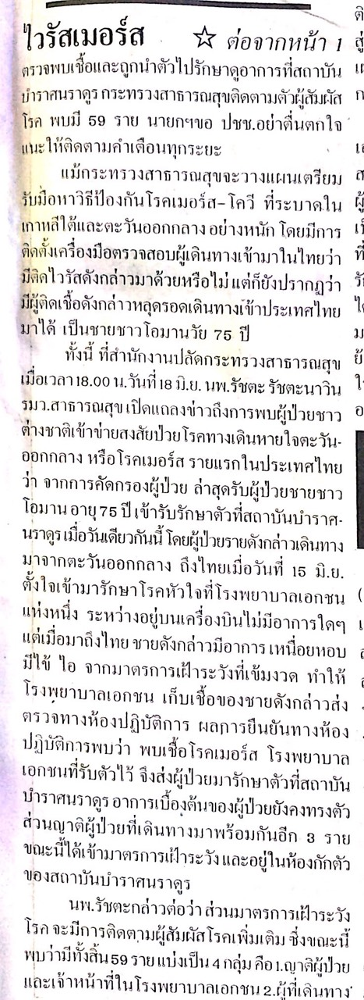 ไวรัสเมอร์ส ☆ ต่อจากหน้า 1
ตรวจพบเชื้อและถูกนำตัวไปรักษาดูอาการที่สถาบัน
บำราศนราดูร กระทรวงสาธารณสุขติดตามตัวผู้สัมผัส
โรค พบมี 59 ราย นายกฯขอ ปชช.อย่าตื่นตกใจ
แนะให้ติดตามคำเตือนทุกระยะ
แม้กระทรวงสาธารณสุขจะวางแผนเตรียม
รับมือหาวิธีป้องกันโรคเมอร์ส-โควี ที่ระบาดใน
เกาหลีใต้และตะวันออกกลาง อย่างหนัก โดยมีการ
ติดตั้งเครื่องมือตรวจสอบผู้เดินทางเข้ามาในไทยว่า
มีติดไวรัสดังกล่าวมาด้วยหรือไม่ แต่ก็ยังปรากฏว่า
มีผู้ติดเชื้อดังกล่าวหลุดรอดเดินทางเข้าประเทศไทย
มาได้ เป็นชายชาวโอมานวัย 75 ปี
ทั้งนี้ ที่สำนักงานปลัดกระทรวงสาธารณสุข
เมื่อเวลา 18.00 น.วันที่ 18 มิ.ย. นพ.รัชตะ รัชตะนาวิน
รมว.สาธารณสุข เปิดแถลงข่าวถึงการพบผู้ป่วยชาว
ต่างชาติเข้าข่ายสงสัยป่วยโรคทางเดินหายใจตะวัน-
ออกกลาง หรือโรคเมอร์ส รายแรกในประเทศไทย
ว่า จากการคัดกรองผู้ป่วย ล่าสุดรับผู้ป่วยชายชาว
โอมาน อายุ 75 ปี เข้ารับรักษาตัวที่สถาบันบำราศ-
นราดูร เมื่อวันเดียวกันนี้ โดยผู้ป่วยรายดังกล่าวเดินทาง
มาจากตะวันออกกลาง ถึงไทยเมื่อวันที่ 15 มิ.ย.
ตั้งใจเข้ามารักษาโรคหัวใจที่โรงพยาบาลเอกชน
แห่งหนึ่ง ระหว่างอยู่บนเครื่องบินไม่มีอาการใดๆ
แต่เมื่อมาถึงไทย ชายดังกล่าวมีอาการ เหนื่อยหอบ
มีไข้ ไอ จากมาตรการเฝ้าระวังที่เข้มงวด ทำให้
โรงพยาบาลเอกชน เก็บเชื้อของชายดังกล่าวส่ง
ตรวจทางห้องปฏิบัติการ ผลการยืนยันทางห้อง
ปฏิบัติการพบว่า พบเชื้อโรคเมอร์ส โรงพยาบาล
เอกชนที่รับตัวไว้ จึงส่งผู้ป่วยมารักษาตัวที่สถาบัน
บำราศนราดูร อาการเบื้องต้นของผู้ป่วยยังคงทรงตัว
ส่วนญาติผู้ป่วยที่เดินทางมาพร้อมกันอีก 3 ราย
ขณะนี้ได้เข้ามาตรการเฝ้าระวัง และอยู่ในห้องกักตัว
ของสถาบันบำราศนราดูร
นพ.รัชตะกล่าวต่อว่า ส่วนมาตรการเฝ้าระวัง
โรค จะมีการติดตามผู้สัมผัสโรคเพิ่มเติม ซึ่งขณะนี้
พบว่ามีทั้งสิ้น 59 ราย แบ่งเป็น 4 กลุ่ม คือ 1.ญาติผู้ป่วย
และเจ้าหน้าที่ในโรงพยาบาลเอกชน 2.ผู้ที่เดินทาง